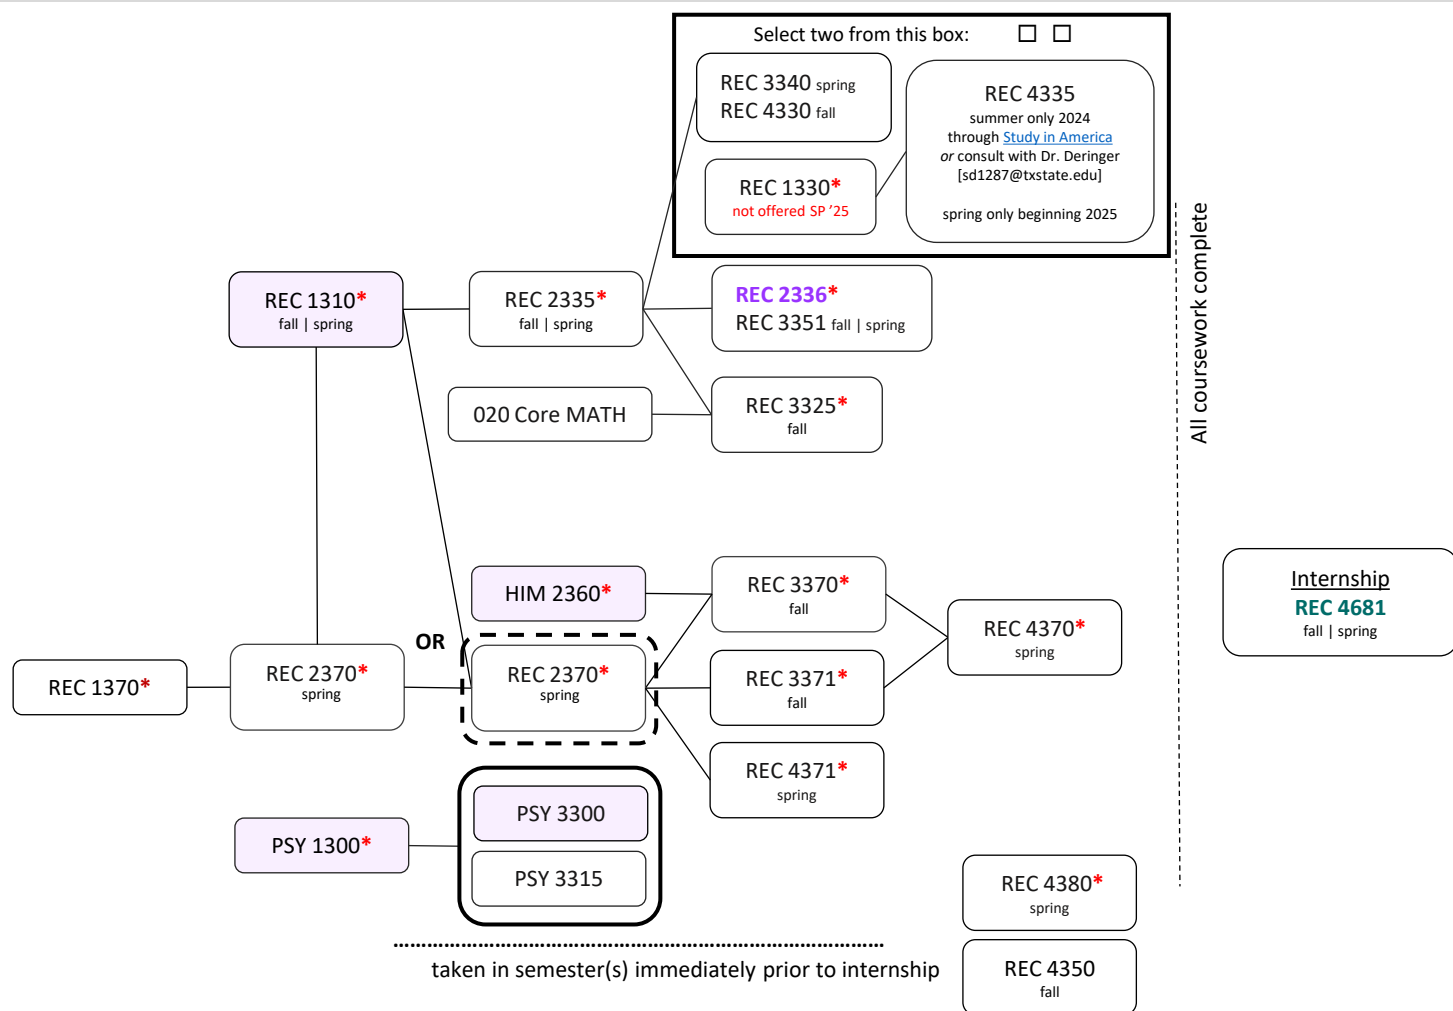 Select two from this box: ☐ ☐
REC 3340 spring
REC 4330 fall
REC 4335
summer only 2024
through Study in America
or consult with Dr. Deringer
[sd1287@txstate.edu]
spring only beginning 2025
REC 1330*
not offered SP '25
All coursework complete
REC 1310*
fall | spring
REC 2335*
fall | spring
REC 2336*
REC 3351 fall | spring
020 Core MATH
REC 3325*
fall
HIM 2360*
REC 3370*
fall
Internship
REC 4681
fall | spring
REC 4370*
spring
OR
REC 1370*
REC 2370*
spring
REC 2370*
spring
REC 3371*
fall
REC 4371*
spring
PSY 1300*
PSY 3300
PSY 3315
REC 4380*
spring
taken in semester(s) immediately prior to internship
REC 4350
fall